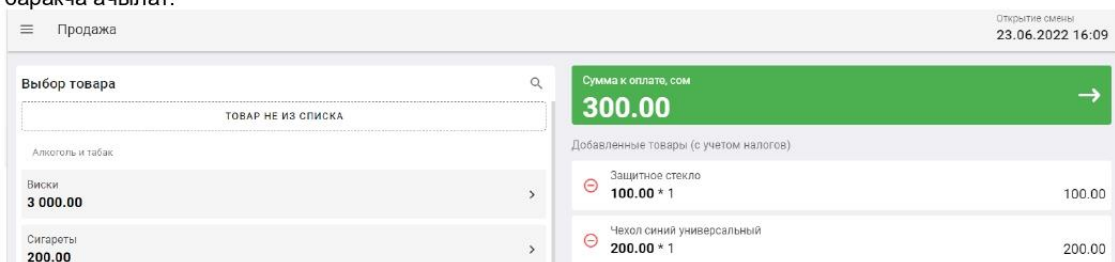 баракча ачылат.
Продажа
Открытие смены
23.06.2022 16:09
Выбор товара
ТОВАР НЕ ИЗ СПИСКА
Алкоголь и табак
Виски
3 000.00
Сигареты
200.00
Сумма к оплате, сом
300.00
Добавленные товары (с учетом налогов)
Защитное стекло
100.00 * 1
100.00
Чехол синий универсальный
200.00 * 1
200.00